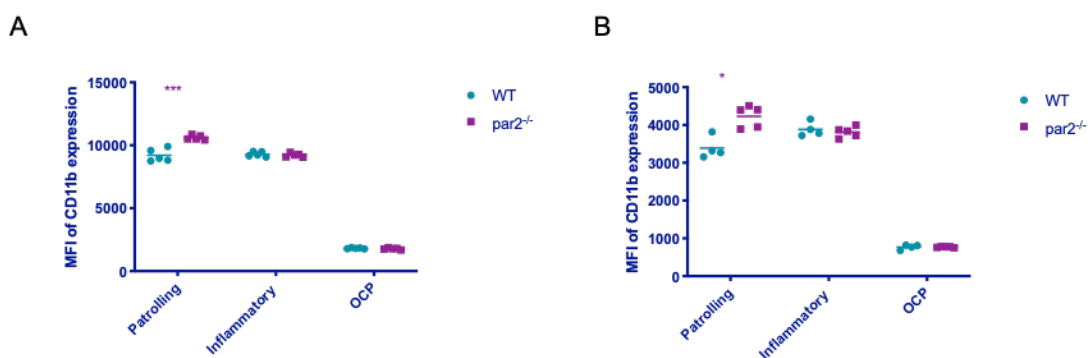 A
MFI of CD11b expression
15000
10000
5000
0
***
Patrolling
Inflammatory
OCP
WT
par2-/-
B
MFI of CD11b expression
5000
4000
3000
2000
1000
0
*
Patrolling
Inflammatory
OCP
WT
par2-/-